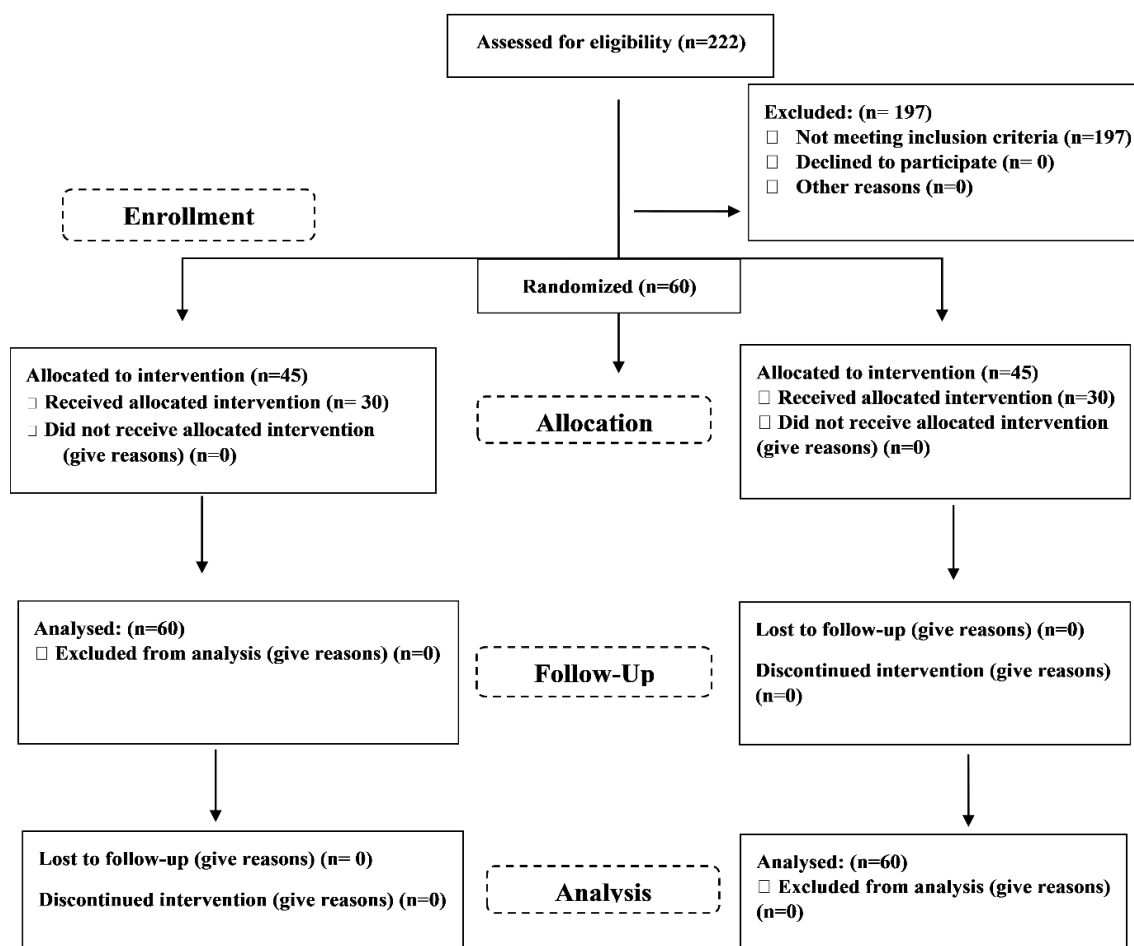 Assessed for eligibility (n=222)
Excluded: (n= 197)
□ Not meeting inclusion criteria (n=197)
□ Declined to participate (n= 0)
□ Other reasons (n=0)
Enrollment
Randomized (n=60)
Allocated to intervention (n=45)
□ Received allocated intervention (n= 30)
□ Did not receive allocated intervention
(give reasons) (n=0)
Allocation
Allocated to intervention (n=45)
□ Received allocated intervention (n=30)
□ Did not receive allocated intervention
(give reasons) (n=0)
Analysed: (n=60)
□ Excluded from analysis (give reasons) (n=0)
Follow-Up
Lost to follow-up (give reasons) (n=0)
Discontinued intervention (give reasons)
(n=0)
Lost to follow-up (give reasons) (n= 0)
Discontinued intervention (give reasons) (n=0)
Analysis
Analysed: (n=60)
□ Excluded from analysis (give reasons)
(n=0)